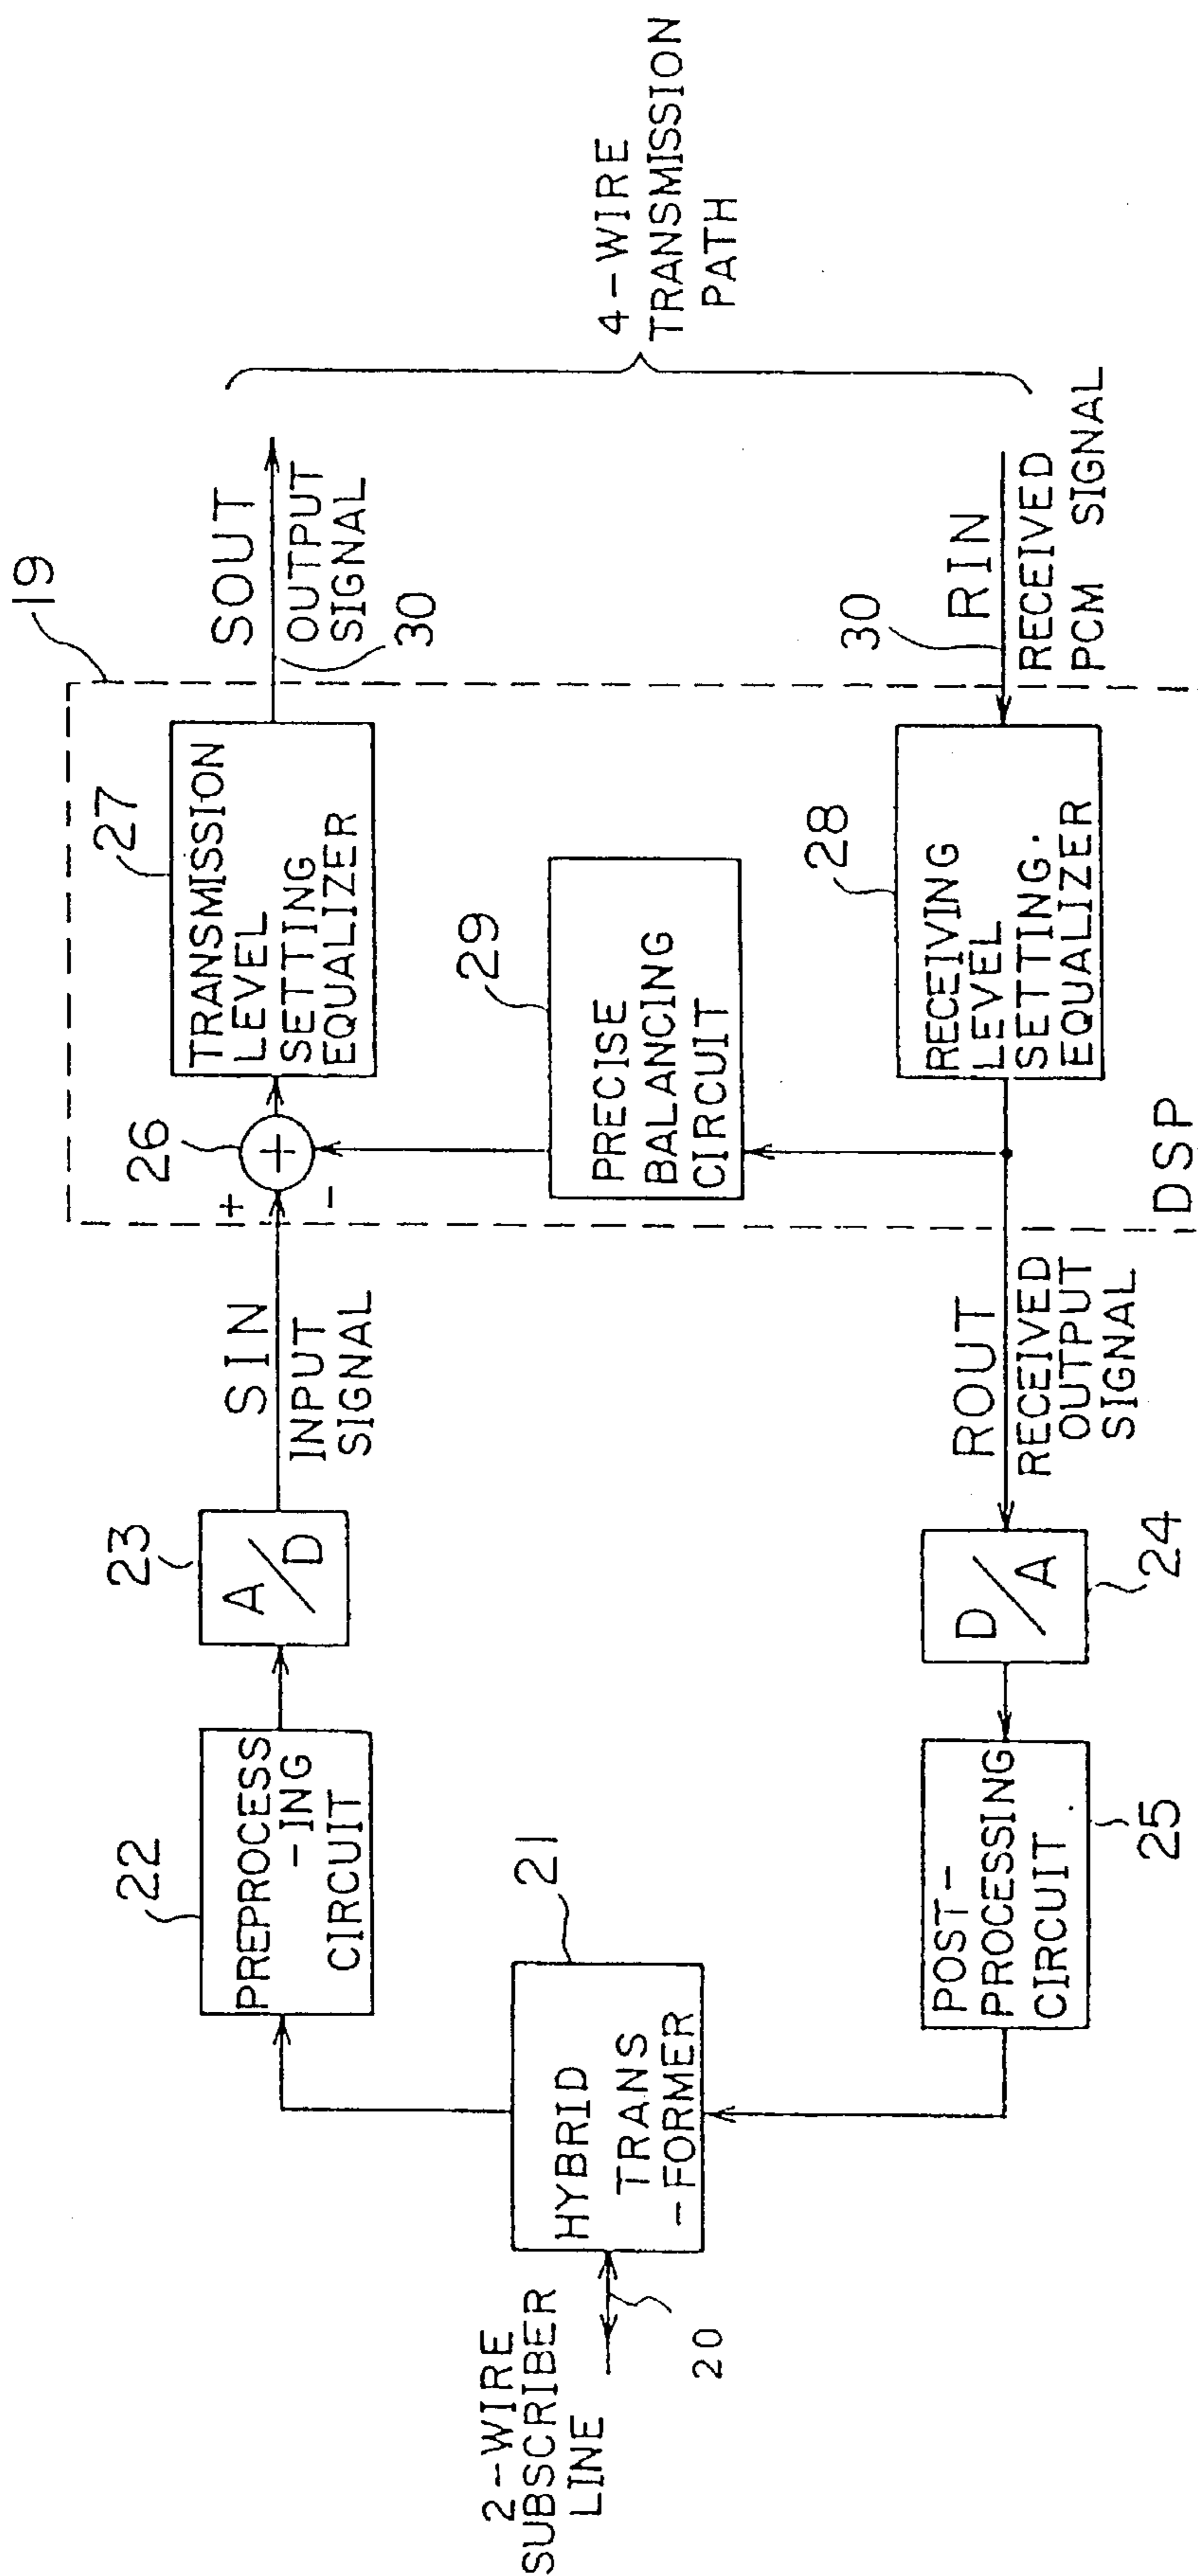 19
SOUT
OUTPUT
SIGNAL
30
4-WIRE
TRANSMISSION
PATH
30
RIN
RECEIVED
PCM SIGNAL
27
TRANSMISSION
LEVEL
SETTING
EQUALIZER
26
+
+
-
29
PRECISE
BALANCING
CIRCUIT
28
RECEIVING
LEVEL
SETTING·
EQUALIZER
DSP
SIN
INPUT
SIGNAL
ROUT
RECEIVED
OUTPUT
SIGNAL
23
A/D
D/A
24
22
PREPROCESS
-ING
CIRCUIT
21
HYBRID
TRANS
-FORMER
POST-
PROCESSING
CIRCUIT
25
2-WIRE
SUBSCRIBER
LINE
20